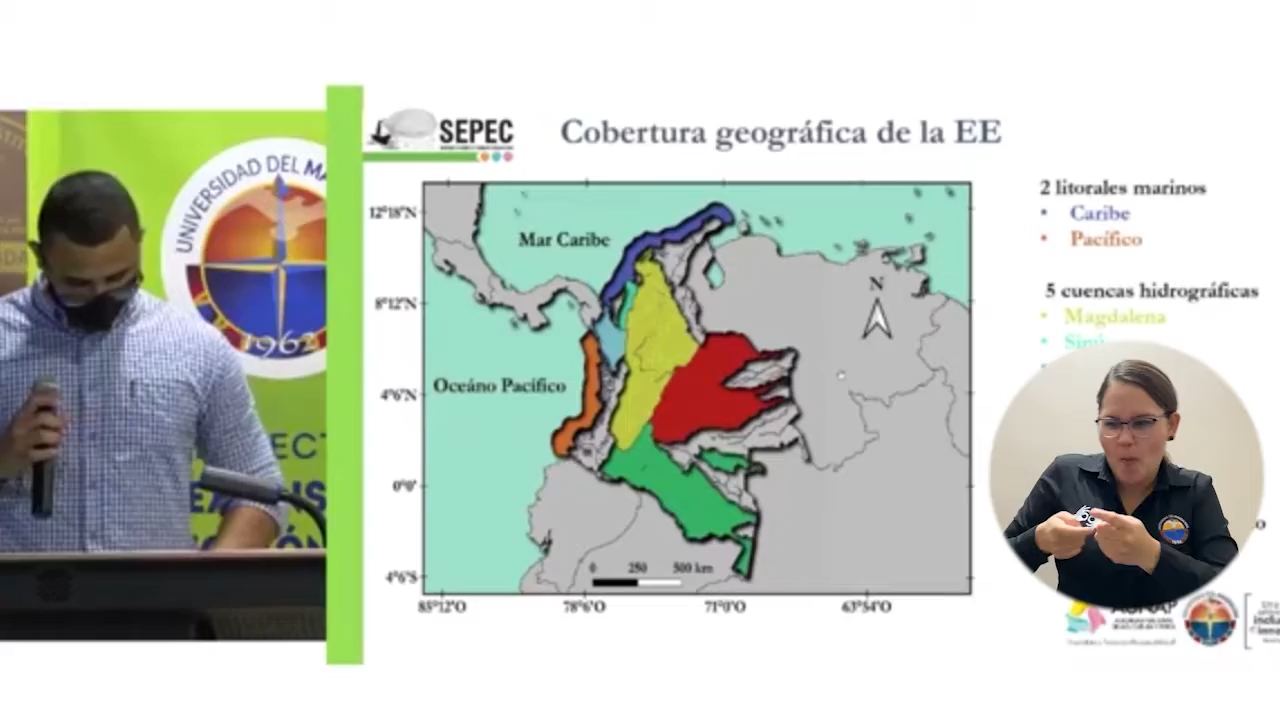 UNIVERSIDAD DEL MA
1962
SEPEC
Cobertura geográfica de la EE
12°18'N
8°12'N
4°6'N
0°0'
4°6'S
85°12'O
78°6'O
71°0'O
63°54'O
Mar Caribe
Oceáno Pacífico
N
0 250 500 km
2 litorales marinos
• Caribe
• Pacífico
5 cuencas hidrográficas
• Magdalena
• Sinú